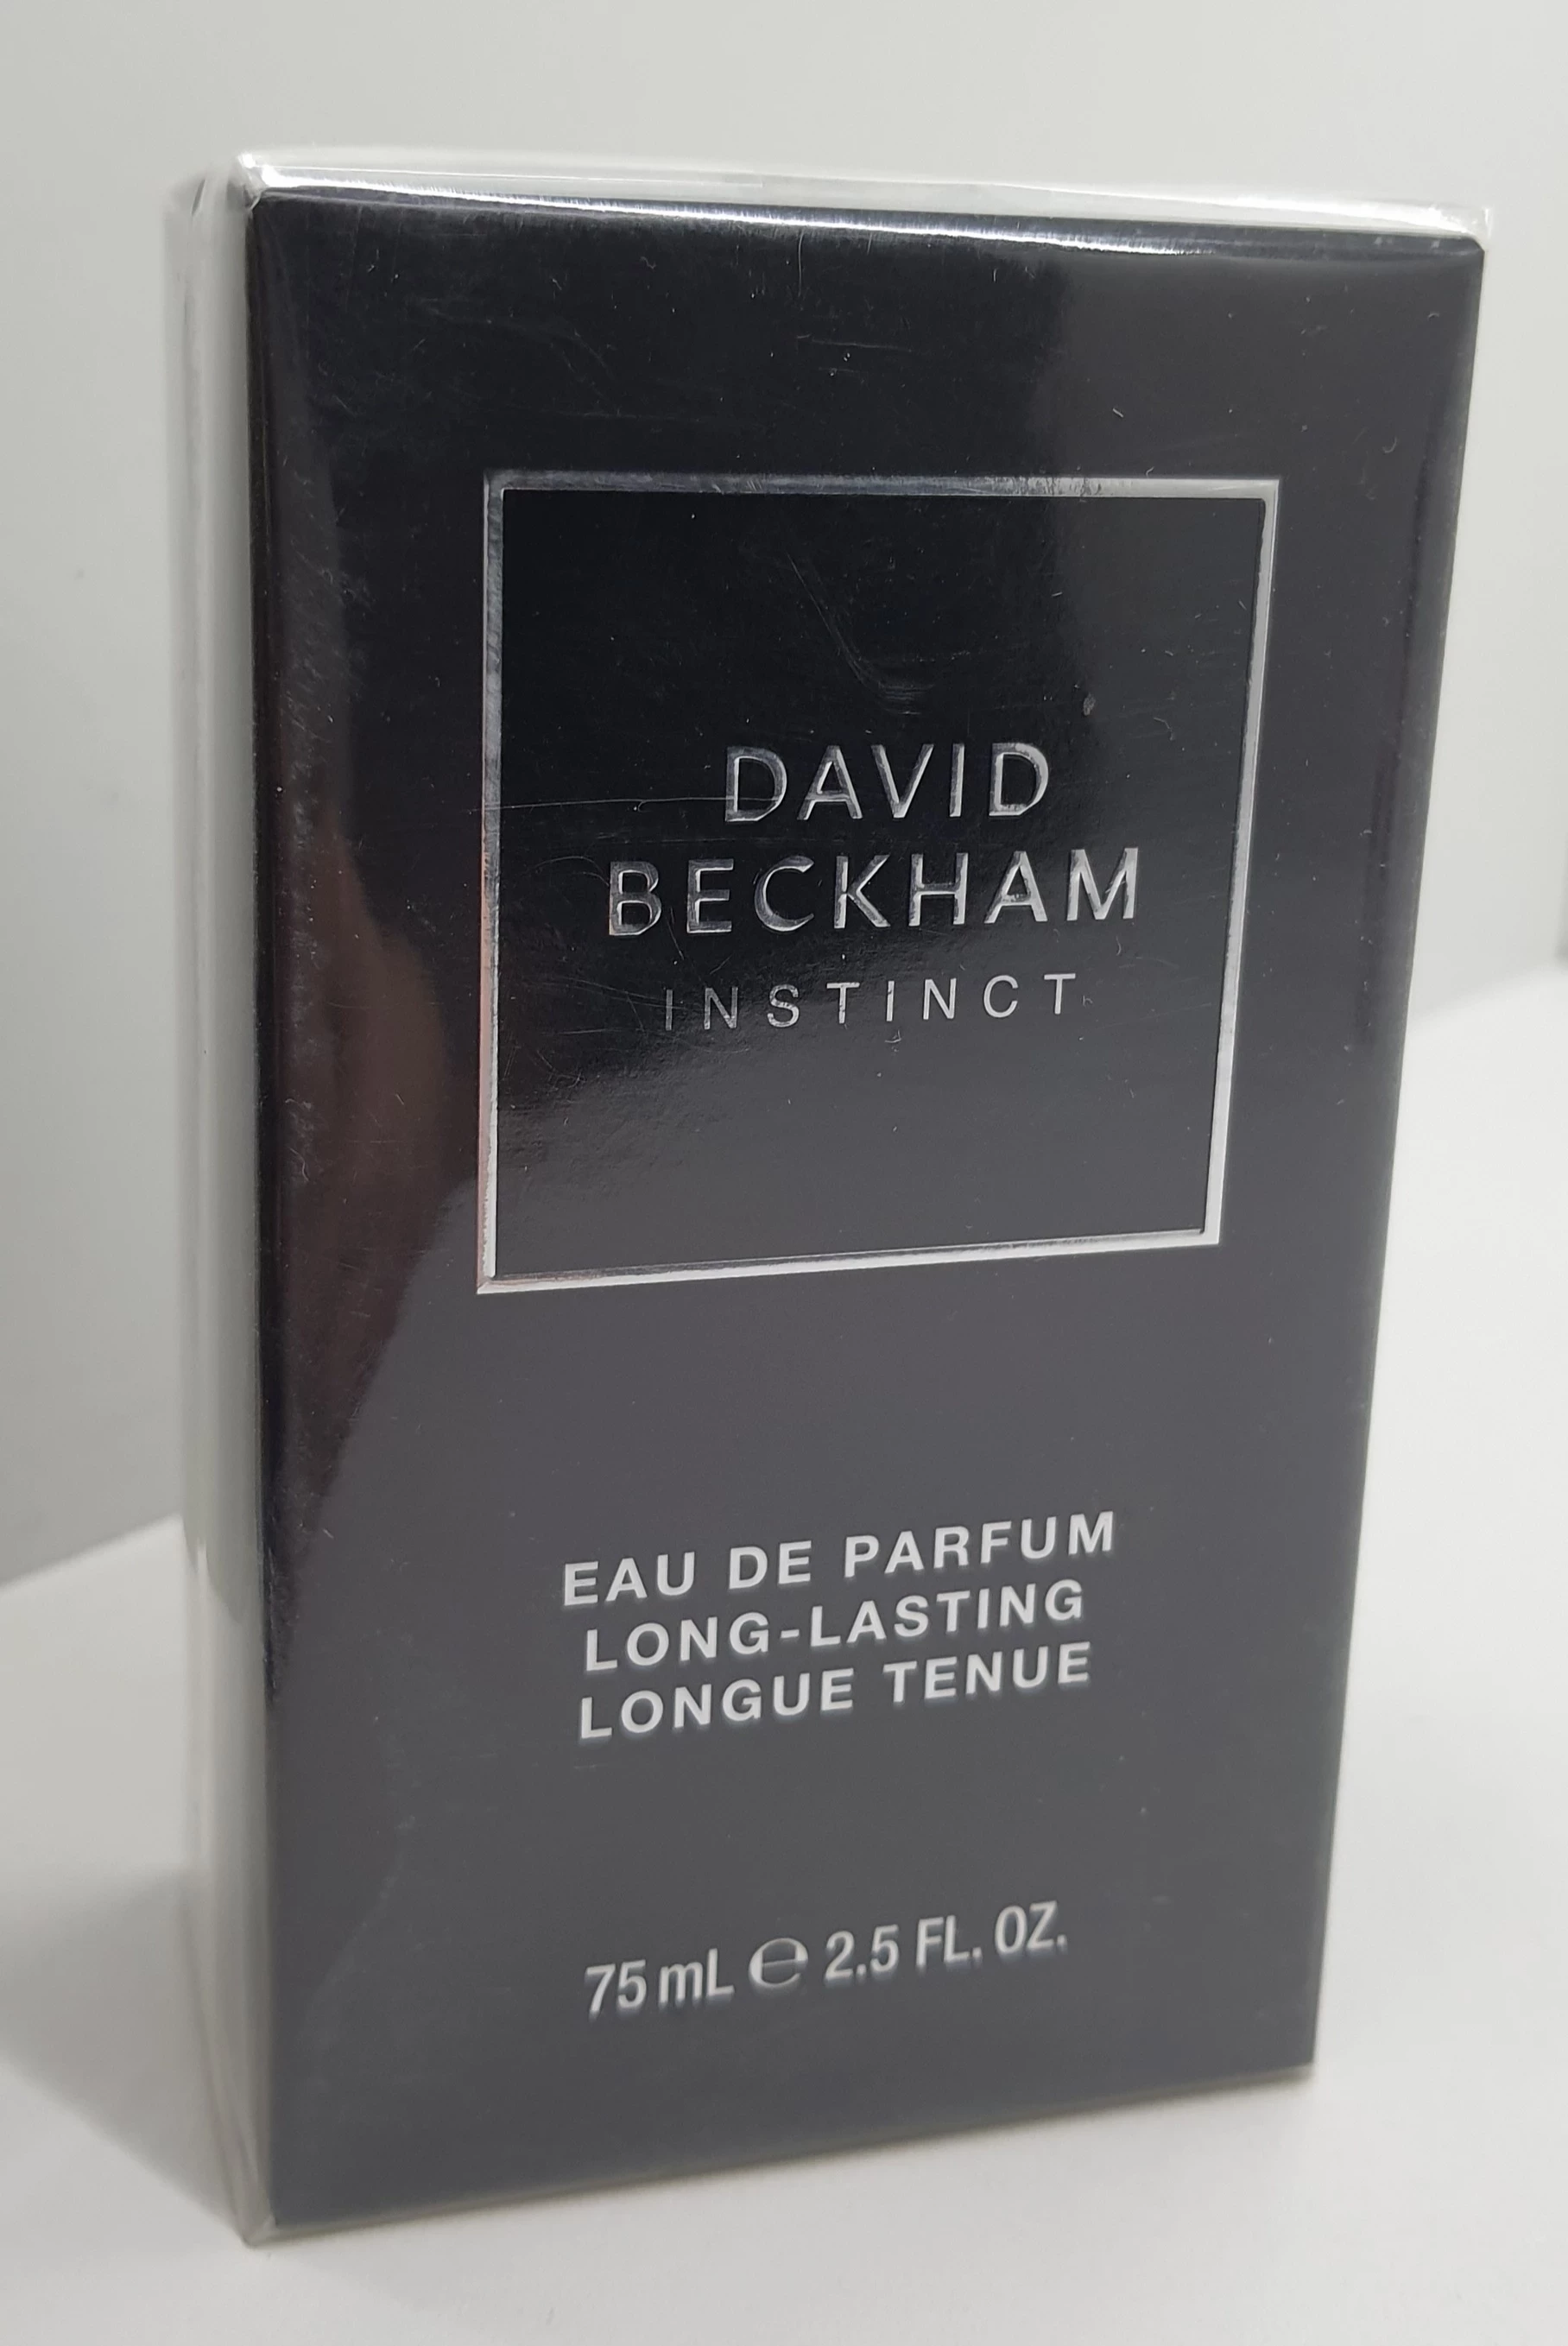 DAVID
BECKHAM
INSTINCT
EAU DE PARFUM
LONG-LASTING
LONGUE TENUE
75 mL ℮ 2.5 FL. OZ.